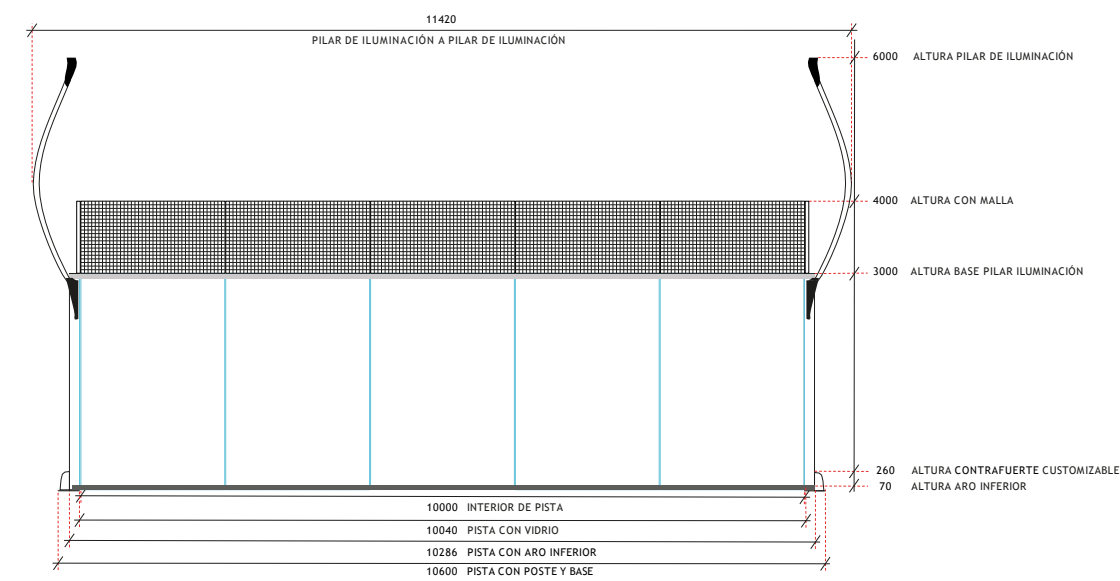 11420
PILAR DE ILUMINACIÓN A PILAR DE ILUMINACIÓN
6000 ALTURA PILAR DE ILUMINACIÓN
4000 ALTURA CON MALLA
3000 ALTURA BASE PILAR ILUMINACIÓN
260 ALTURA CONTRAFUERTE CUSTOMIZABLE
70 ALTURA ARO INFERIOR
10000 INTERIOR DE PISTA
10040 PISTA CON VIDRIO
10286 PISTA CON ARO INFERIOR
10600 PISTA CON POSTE Y BASE